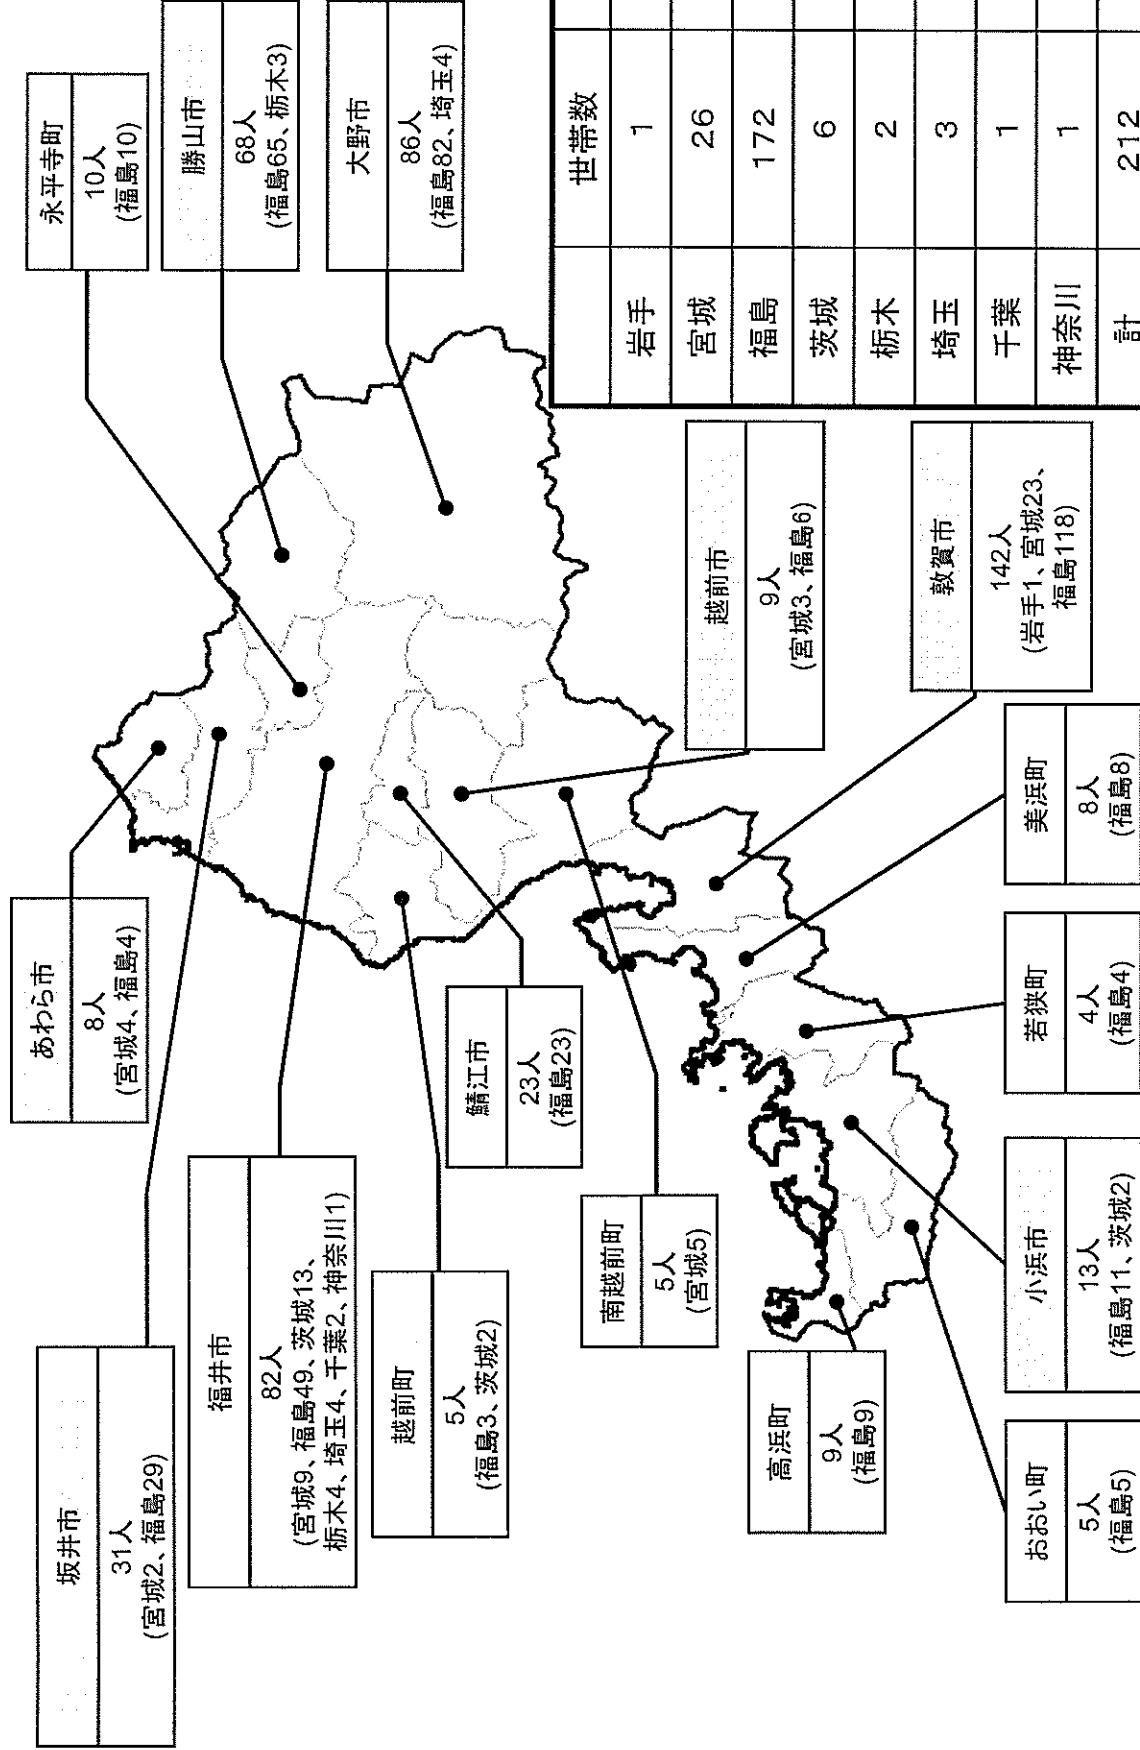 坂井市
31人
(宮城2、福島29)
あわら市
8人
(宮城4、福島4)
永平寺町
10人
(福島10)
勝山市
68人
(福島65、栃木3)
大野市
86人
(福島82、埼玉4)
福井市
82人
(宮城9、福島49、茨城13、
栃木4、埼玉4、千葉2、神奈川1)
越前町
5人
(福島3、茨城2)
鯖江市
23人
(福島23)
南越前町
5人
(宮城5)
越前市
9人
(宮城3、福島6)
敦賀市
142人
(岩手1、宮城23、
福島118)
高浜町
9人
(福島9)
おおい町
5人
(福島5)
小浜市
13人
(福島11、茨城2)
若狭町
4人
(福島4)
美浜町
8人
(福島8)
世帯数
岩手 1
宮城 26
福島 172
茨城 6
栃木 2
埼玉 3
千葉 1
神奈川 1
計 212